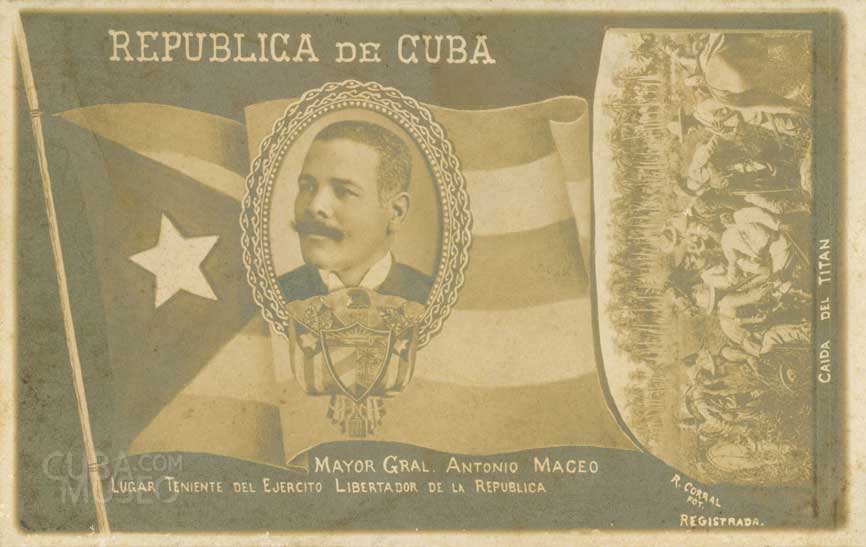 REPUBLICA DE CUBA
MAYOR GRAL. ANTONIO MACEO
LUGAR TENIENTE DEL EJERCITO LIBERTADOR DE LA REPUBLICA
CAIDA DEL TITAN
R. CORRAL
FOT.
REGISTRADA.
CUBA.COM
MUSEO